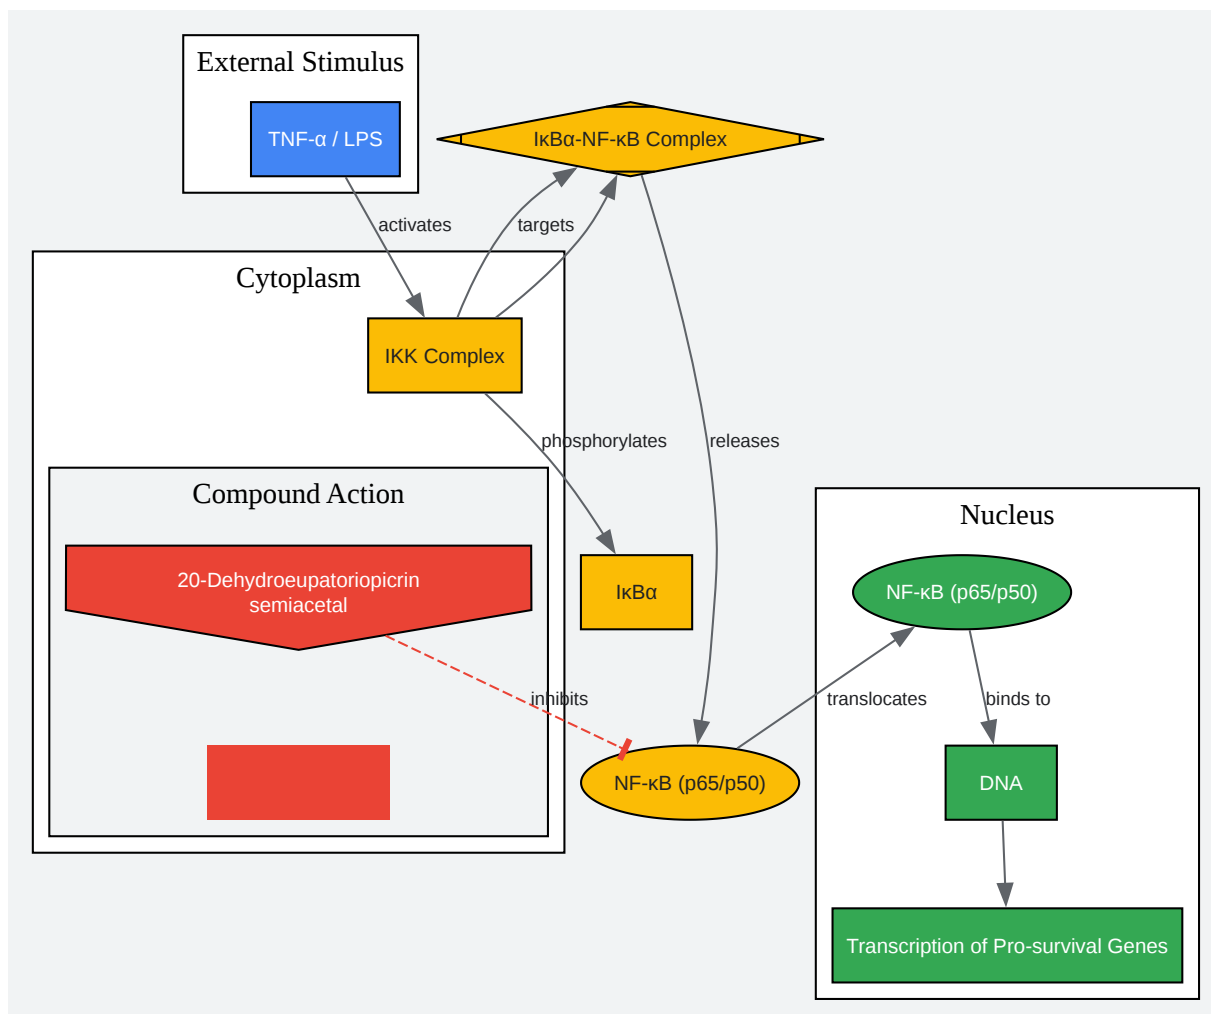 External Stimulus
TNF-α / LPS
IκBα-NF-κB Complex
activates
targets
Cytoplasm
IKK Complex
phosphorylates
releases
Compound Action
20-Dehydroeupatoriopicrin
semiacetal
IκBα
inhibits
NF-κB (p65/p50)
translocates
Nucleus
NF-κB (p65/p50)
binds to
DNA
Transcription of Pro-survival Genes